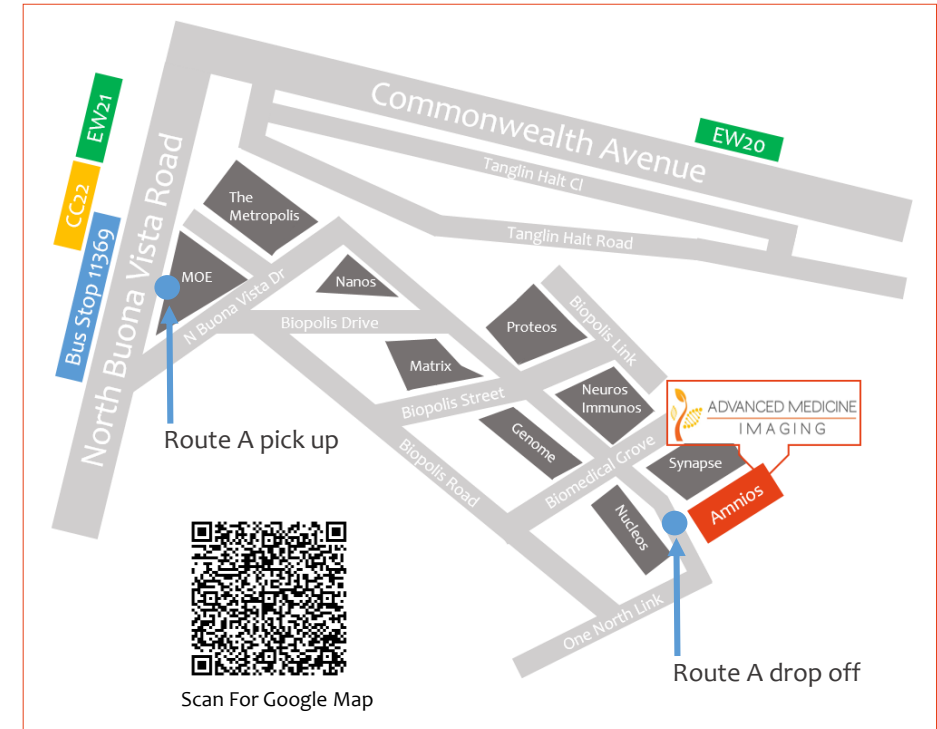 Commonwealth Avenue
EW20
EW21
CC22
Bus Stop 11369
North Buona Vista Road
Tanglin Halt Cl
Tanglin Halt Road
The
Metropolis
MOE
N Buona Vista Dr
Nanos
Biopolis Drive
Proteos
Biopolis Link
Matrix
Biopolis Street
Neuros
Immunos
ADVANCED MEDICINE
IMAGING
Genome
Biomedical Grove
Synapse
Amnios
Biopolis Road
Nucleos
One North Link
Route A pick up
Route A drop off
Scan For Google Map